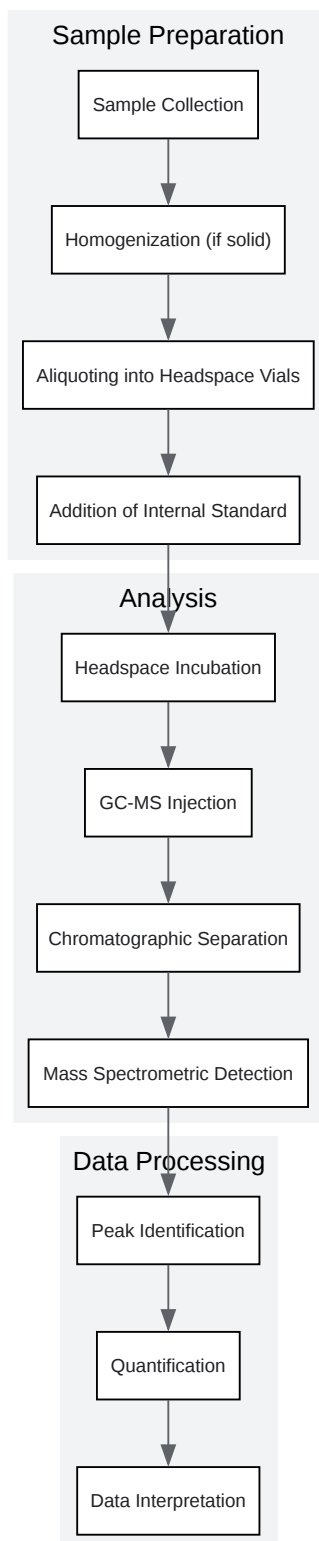 Sample Preparation
Sample Collection
Homogenization (if solid)
Aliquoting into Headspace Vials
Addition of Internal Standard
Analysis
Headspace Incubation
GC-MS Injection
Chromatographic Separation
Mass Spectrometric Detection
Data Processing
Peak Identification
Quantification
Data Interpretation